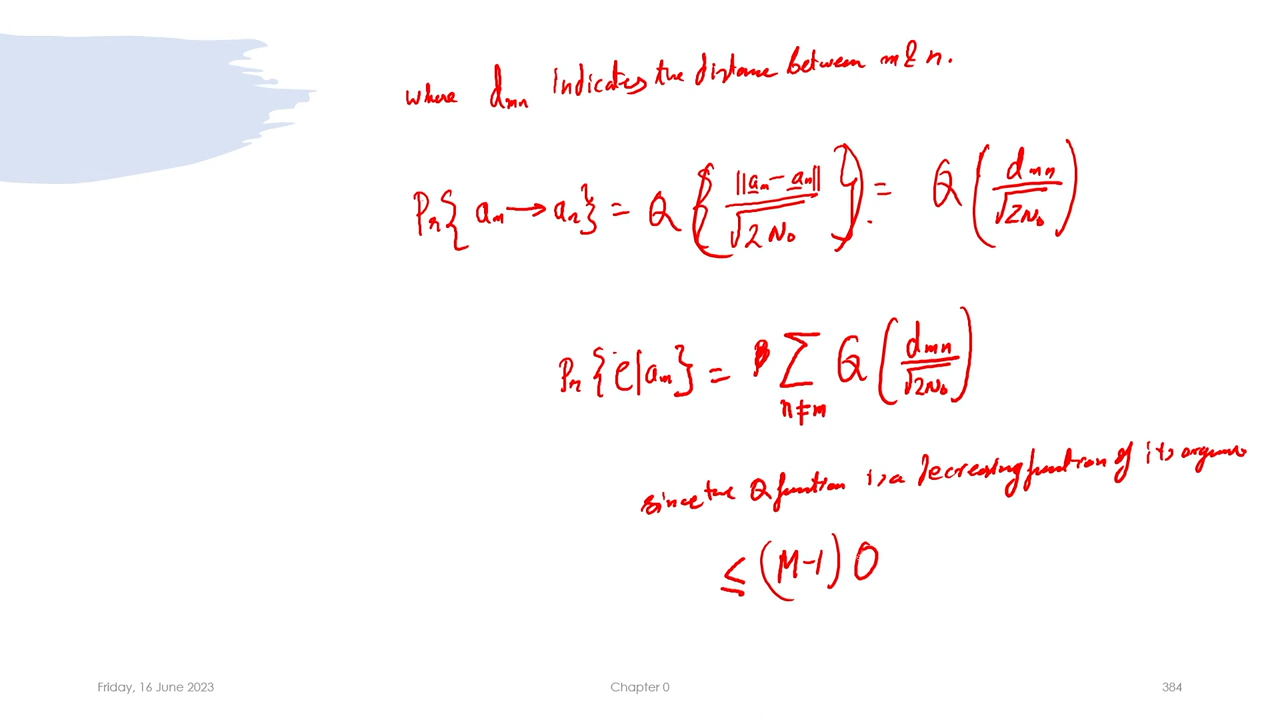 where dₘₙ indicates the distance between m & n.
Pr{ aₘ → aₙ } = Q{ ||aₘ - aₙ|| / √2N₀ } = Q( dₘₙ / √2N₀ )
Pr{ e|aₘ } = ∑ n≠m Q( dₘₙ / √2N₀ )
since the Q function is a decreasing function of its
≤ (M-1) Q
Friday, 16 June 2023 Chapter 0 384